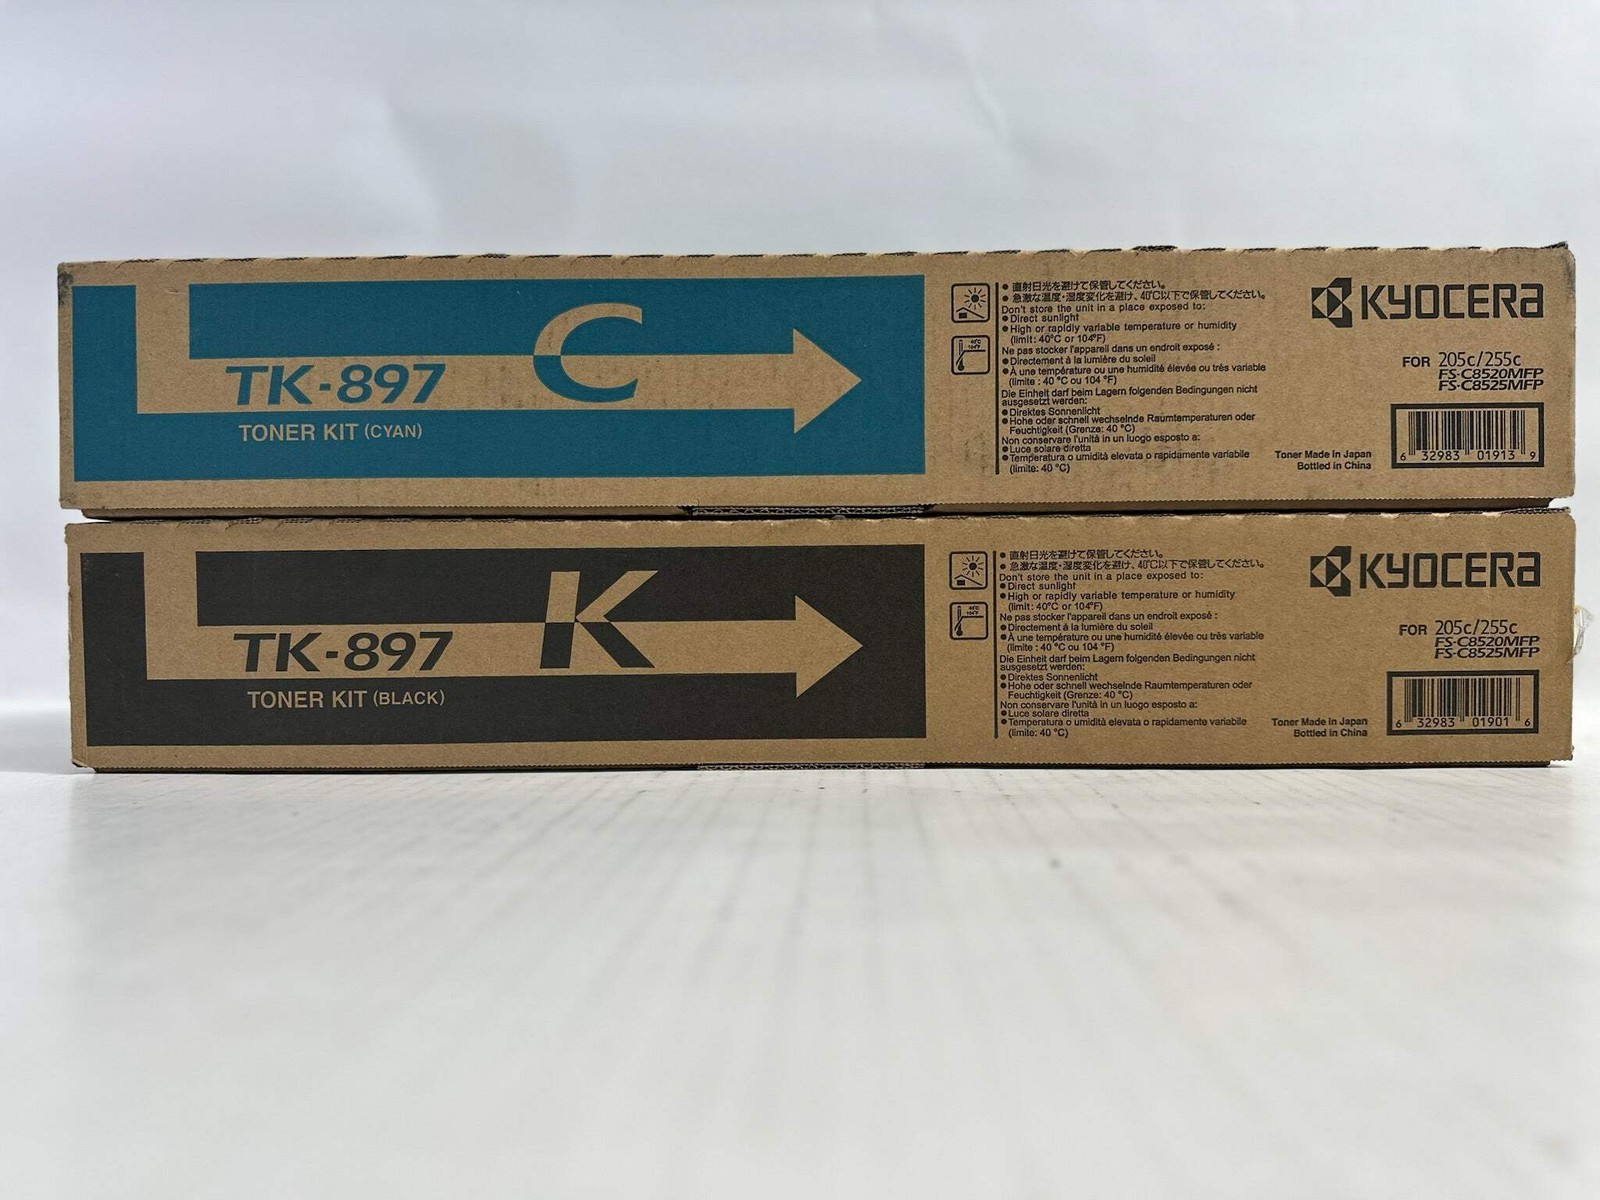 TK-897
C
TONER KIT (CYAN)
40°C
104°F
● 直射日光を避けて保管してください。
● 急激な温度・湿度変化を避け、40℃以下で保管してください。
Don't store the unit in a place exposed to:
● Direct sunlight
● High or rapidly variable temperature or humidity
(limit: 40°C or 104°F)
Ne pas stocker l'appareil dans un endroit exposé :
● Directement à la lumière du soleil
● À une température ou une humidité élevée ou très variable
(limite : 40 °C ou 104 °F)
Die Einheit darf beim Lagern folgenden Bedingungen nicht
ausgesetzt werden:
● Direktes Sonnenlicht
● Hohe oder schnell wechselnde Raumtemperaturen oder
Feuchtigkeit (Grenze: 40 °C)
Non conservare l'unità in un luogo esposto a:
● Luce solare diretta
● Temperatura o umidità elevata o rapidamente variabile
(limite: 40 °C)
KYOCERA
FOR 205c/255c
FS-C8520MFP
FS-C8525MFP
Toner Made in Japan
Bottled in China
6 32983 01913 9
TK-897
K
TONER KIT (BLACK)
40°C
104°F
● 直射日光を避けて保管してください。
● 急激な温度・湿度変化を避け、40℃以下で保管してください。
Don't store the unit in a place exposed to:
● Direct sunlight
● High or rapidly variable temperature or humidity
(limit: 40°C or 104°F)
Ne pas stocker l'appareil dans un endroit exposé :
● Directement à la lumière du soleil
● À une température ou une humidité élevée ou très variable
(limite : 40 °C ou 104 °F)
Die Einheit darf beim Lagern folgenden Bedingungen nicht
ausgesetzt werden:
● Direktes Sonnenlicht
● Hohe oder schnell wechselnde Raumtemperaturen oder
Feuchtigkeit (Grenze: 40 °C)
Non conservare l'unità in un luogo esposto a:
● Luce solare diretta
● Temperatura o umidità elevata o rapidamente variabile
(limite: 40 °C)
KYOCERA
FOR 205c/255c
FS-C8520MFP
FS-C8525MFP
Toner Made in Japan
Bottled in China
6 32983 01901 6